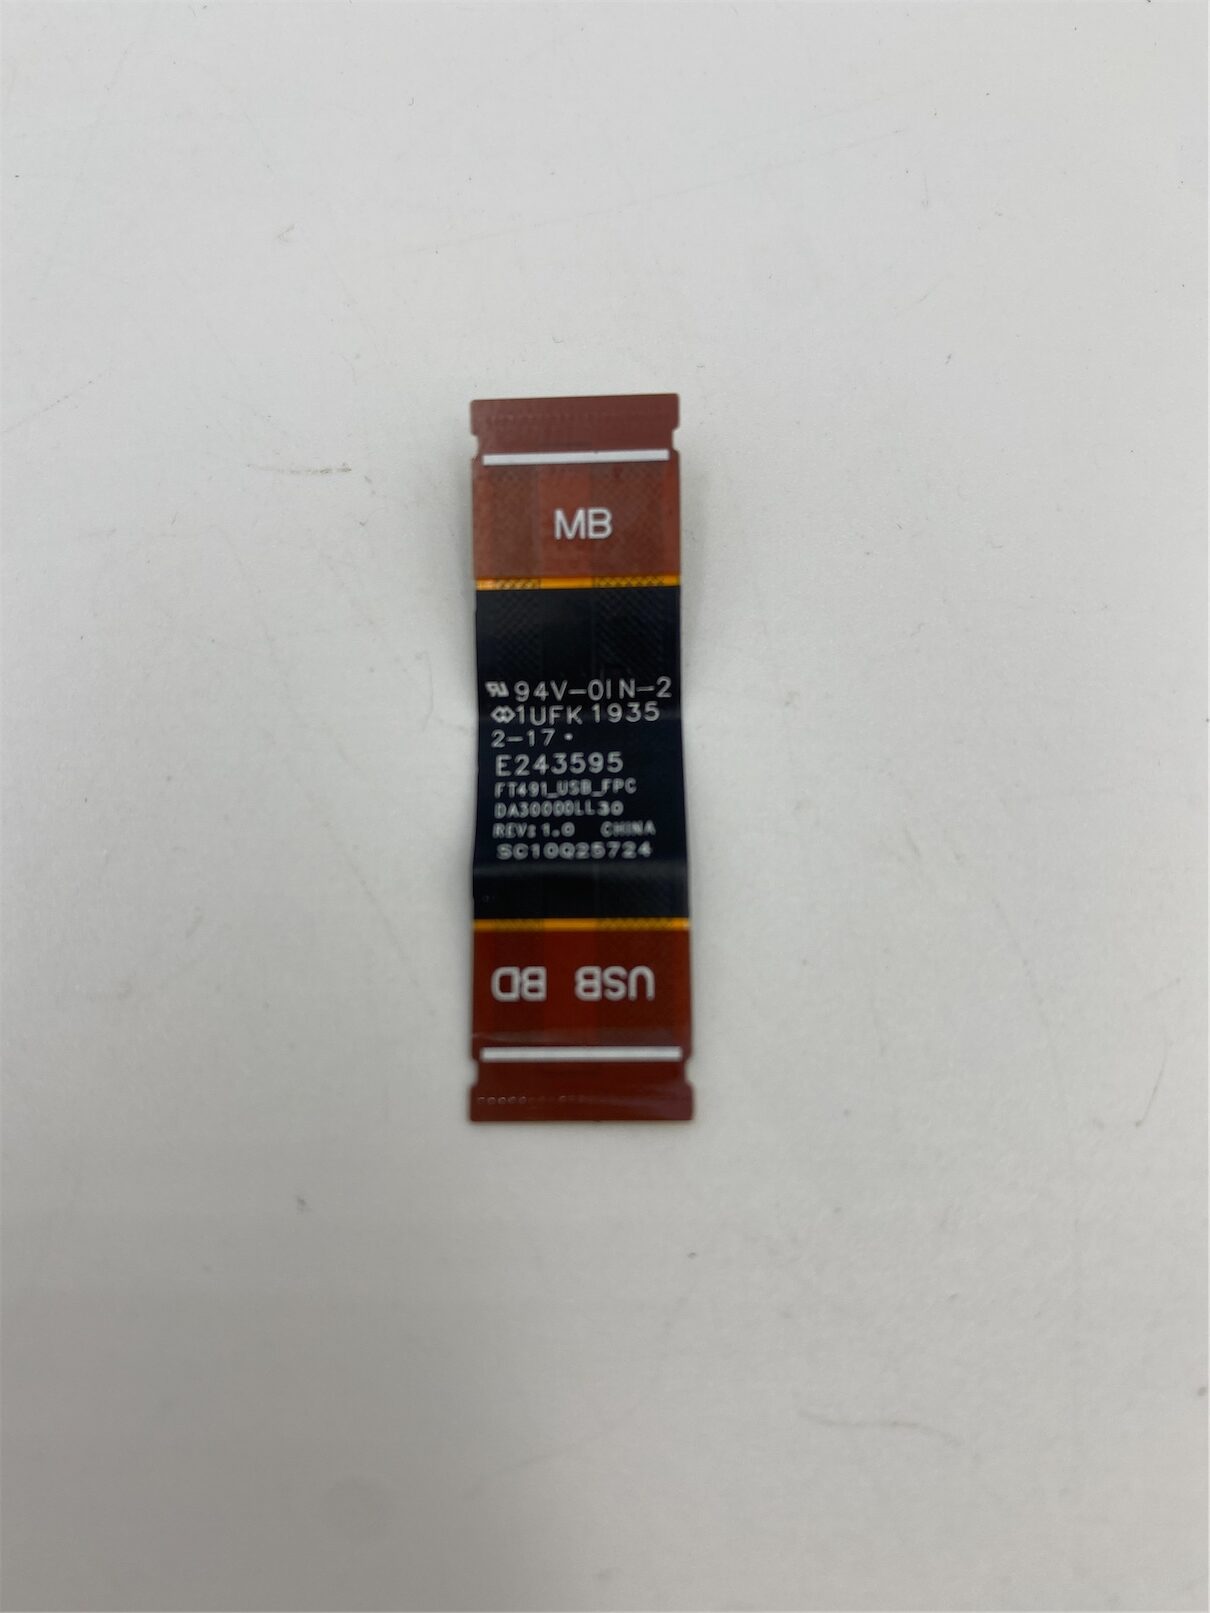 MB
94V-0IN-2
1UFK 1935
2-17
E243595
FT491_USB_FPC
DA30000LL30
REV:1.0 CHINA
SC10Q25724
USB BD